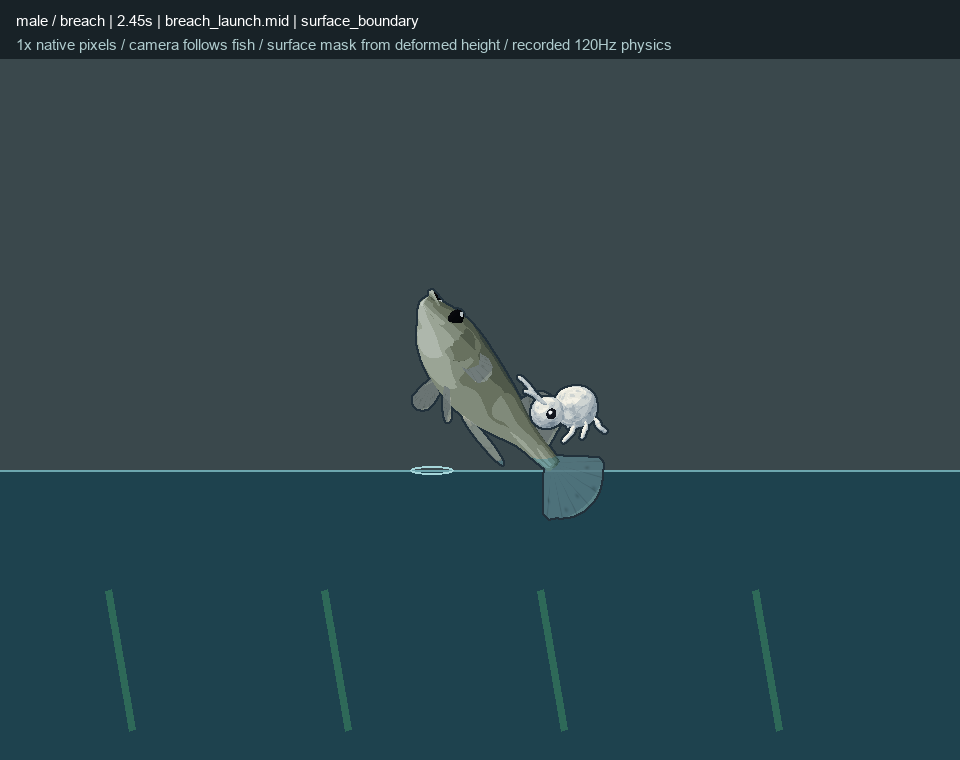 male / breach | 2.45s | breach_launch.mid | surface_boundary
1x native pixels / camera follows fish / surface mask from deformed height / recorded 120Hz physics